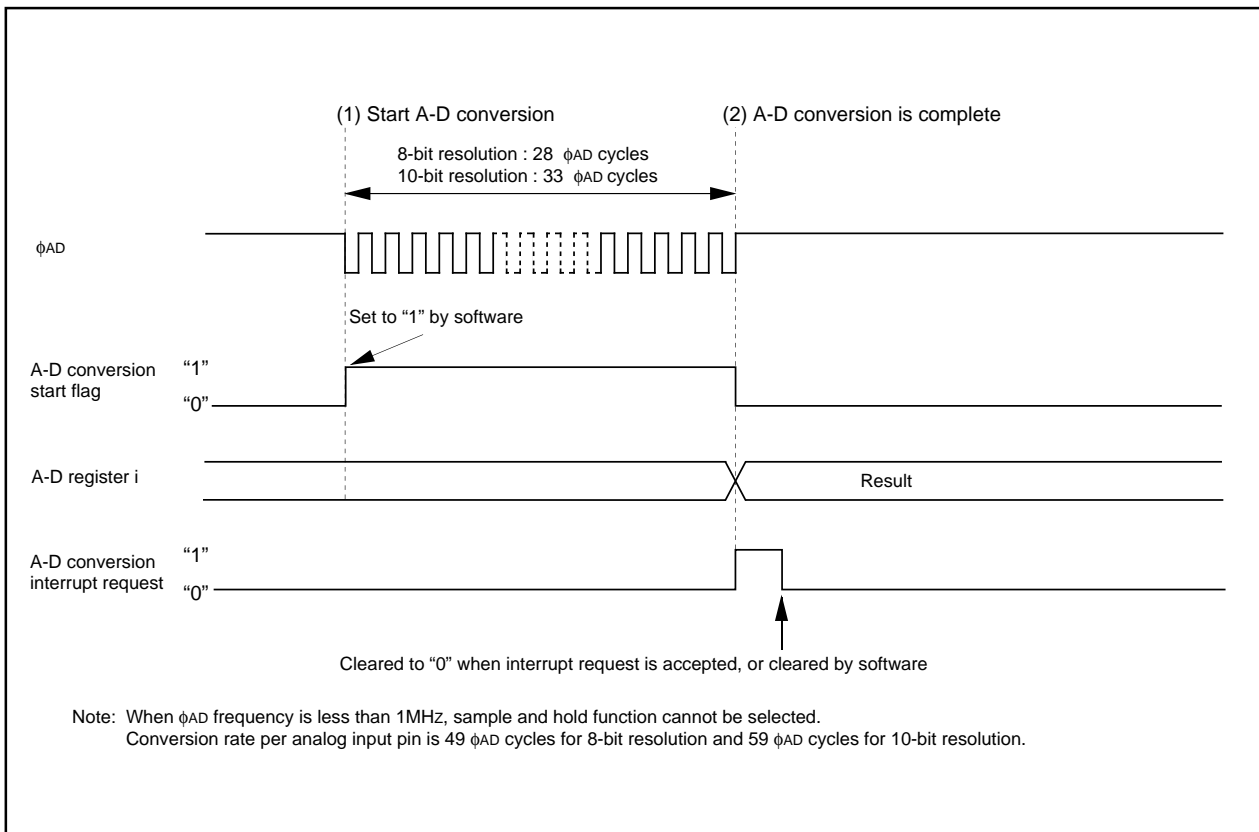 (1) Start A-D conversion
(2) A-D conversion is complete
8-bit resolution : 28 ϕAD cycles
10-bit resolution : 33 ϕAD cycles
ϕAD
Set to “1” by software
A-D conversion
start flag
“1”
“0”
A-D register i
Result
A-D conversion
interrupt request
“1”
“0”
Cleared to “0” when interrupt request is accepted, or cleared by software
Note: When ϕAD frequency is less than 1MHz, sample and hold function cannot be selected.
Conversion rate per analog input pin is 49 ϕAD cycles for 8-bit resolution and 59 ϕAD cycles for 10-bit resolution.